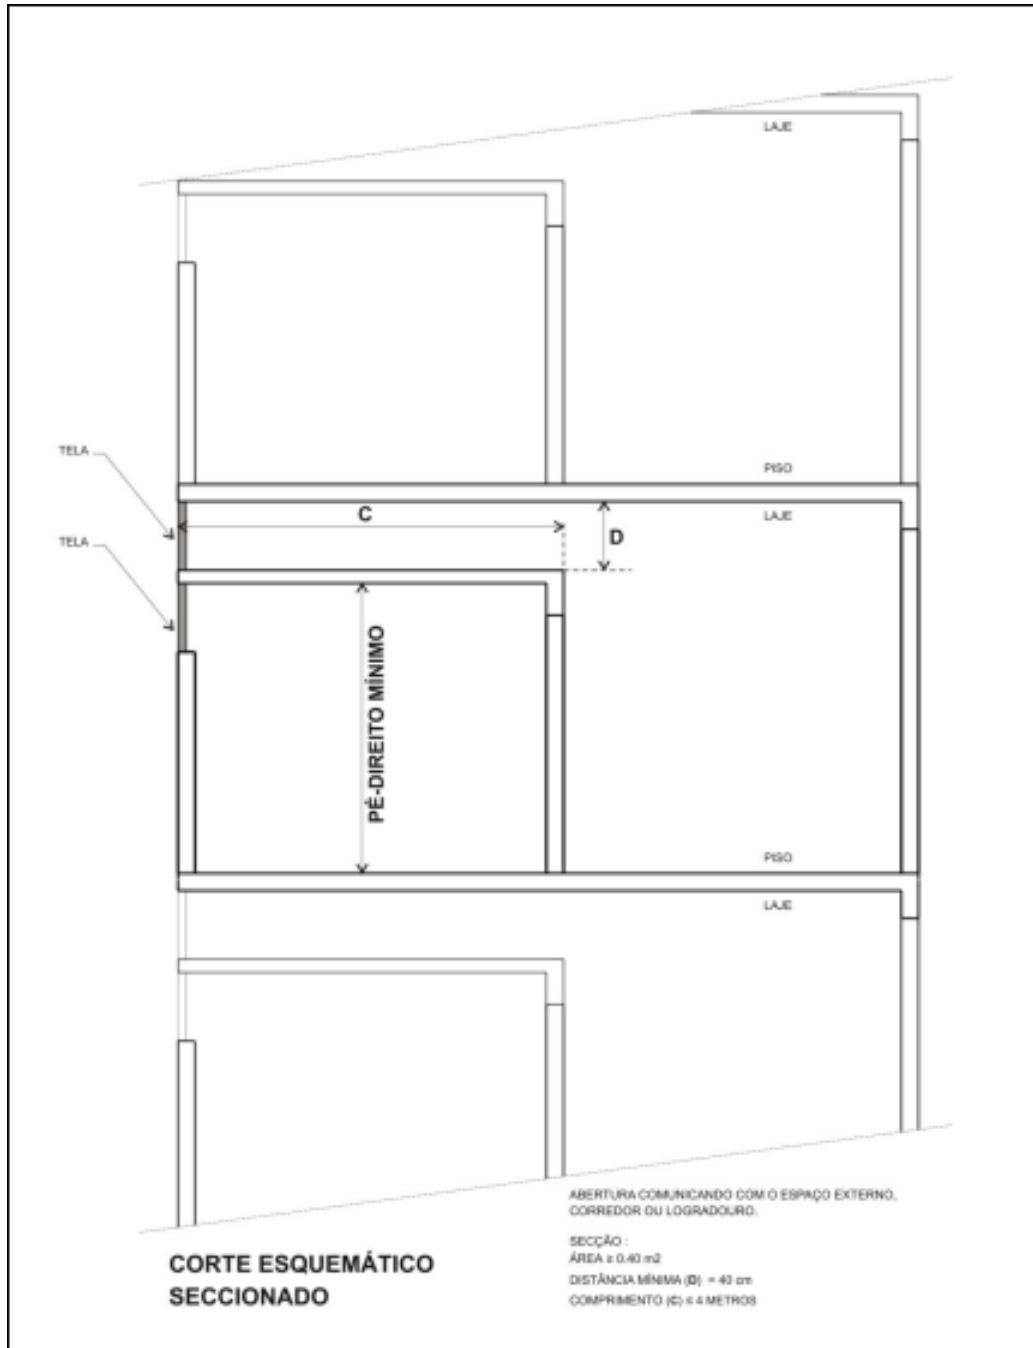 LAJE
TELA
PISO
C
LAJE
D
TELA
PÉ-DIREITO MÍNIMO
PISO
LAJE
ABERTURA COMUNICANDO COM O ESPAÇO EXTERNO,
CORREDOR OU LOGRADOURO.
SECÇÃO :
ÁREA ≥ 0.40 m2
DISTÂNCIA MÍNIMA (D) = 40 cm
COMPRIMENTO (C) ≤ 4 METROS
CORTE ESQUEMÁTICO
SECCIONADO